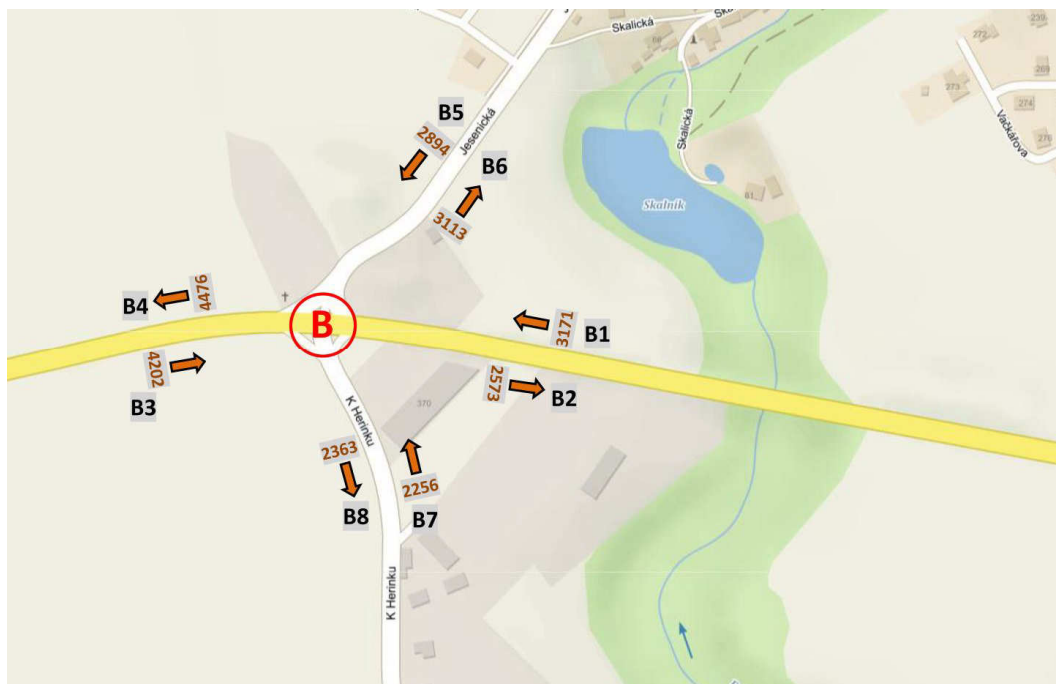 Skalická
B5
2894
Jesenická
B6
3113
Skalická
272
239
269
273
274
270
Vačkářova
81
Skalník
4476
B4
B
3171
B1
4202
B3
2573
B2
370
K Herinku
2363
B8
2256
B7
K Herinku